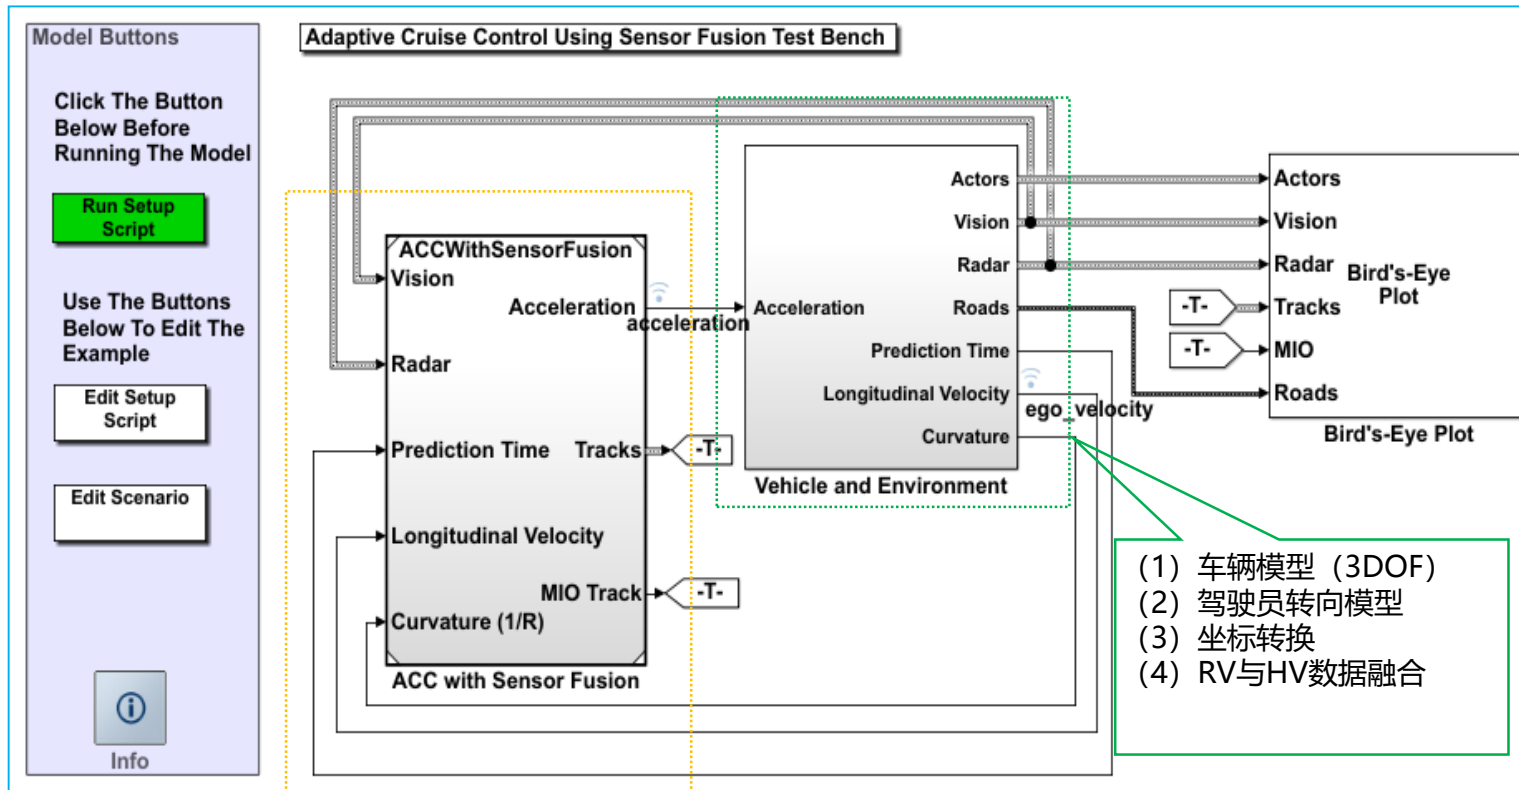 Model Buttons
Click The Button
Below Before
Running The Model
Run Setup
Script
Use The Buttons
Below To Edit The
Example
Edit Setup
Script
Edit Scenario
Info
Adaptive Cruise Control Using Sensor Fusion Test Bench
ACCWithSensorFusion
Vision
Radar
Prediction Time
Longitudinal Velocity
Curvature (1/R)
Acceleration
Tracks
MIO Track
ACC with Sensor Fusion
acceleration
-T-
-T-
Acceleration
Actors
Vision
Radar
Roads
Prediction Time
Longitudinal Velocity
Curvature
Vehicle and Environment
ego_velocity
-T-
-T-
Actors
Vision
Radar
Tracks
MIO
Roads
Bird's-Eye
Plot
Bird's-Eye Plot
（1）车辆模型（3DOF）
（2）驾驶员转向模型
（3）坐标转换
（4）RV与HV数据融合